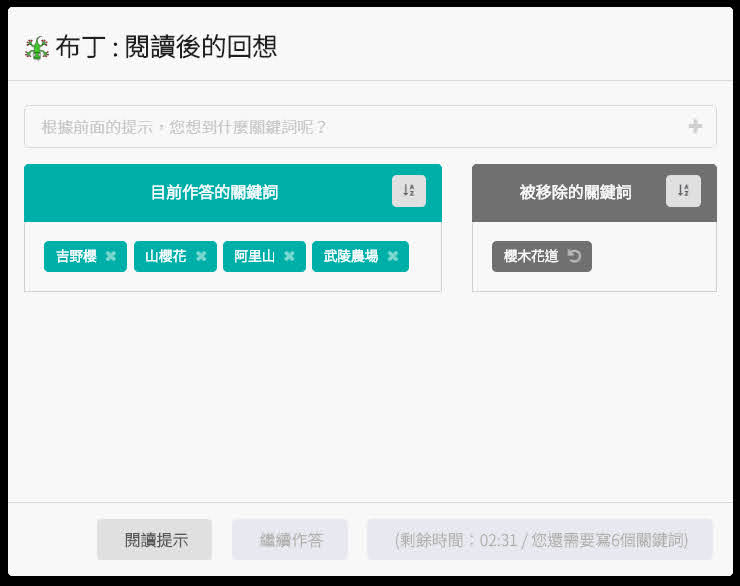 布丁 : 閱讀後的回想
根據前面的提示，您想到什麼關鍵詞呢？
目前作答的關鍵詞
被移除的關鍵詞
吉野櫻 山櫻花 阿里山 武陵農場
櫻木花道
閱讀提示 繼續作答 (剩餘時間：02:31 / 您還需要寫6個關鍵詞)